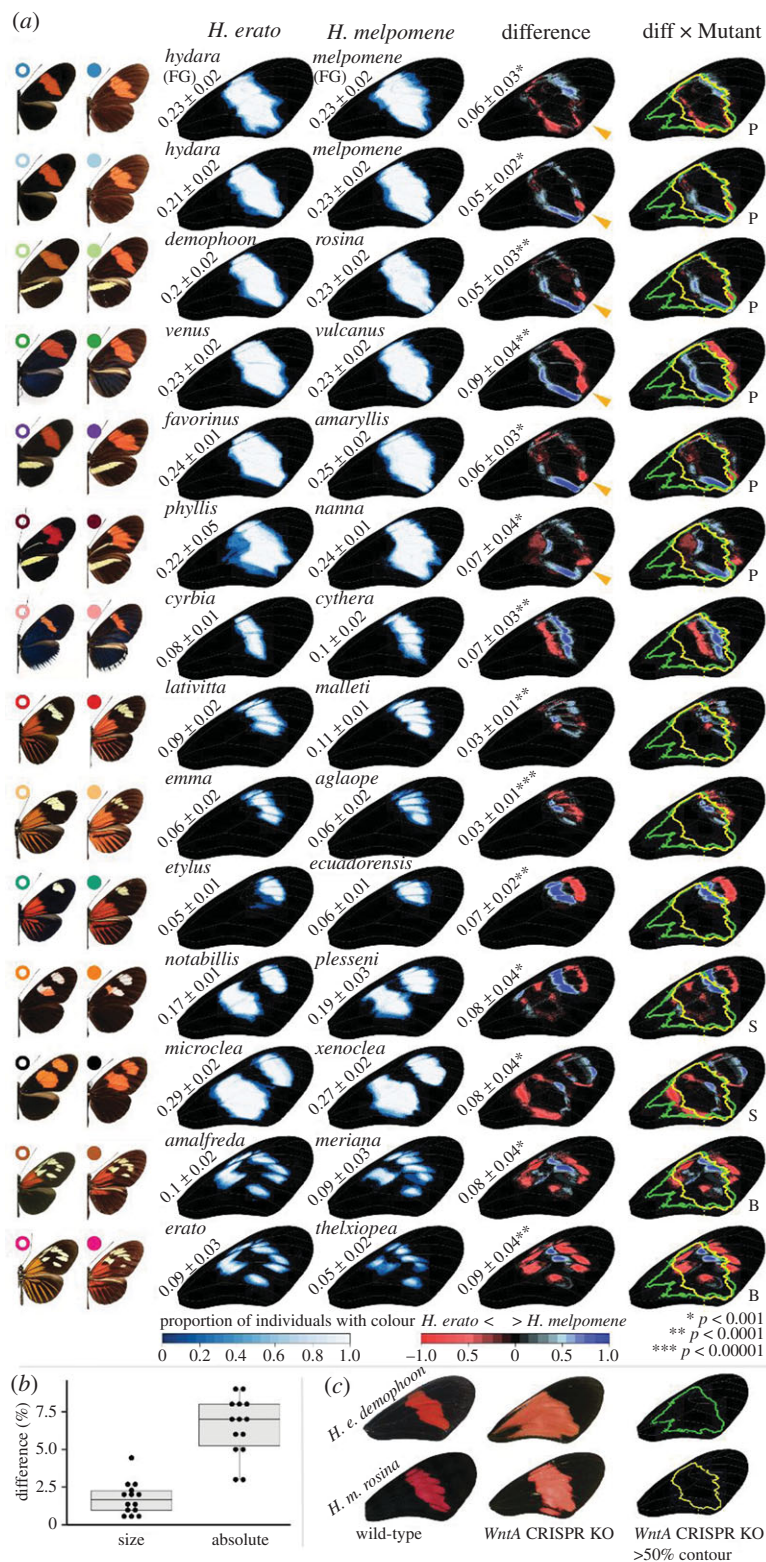 (a)
H. erato H. melpomene difference diff × Mutant
hydara melpomene
(FG) (FG)
0.23 ± 0.02 0.23 ± 0.02 0.06 ± 0.03* P
hydara melpomene
0.21 ± 0.02 0.23 ± 0.02 0.05 ± 0.02* P
demophoon rosina
0.2 ± 0.02 0.23 ± 0.02 0.05 ± 0.03** P
venus vulcanus
0.23 ± 0.02 0.23 ± 0.02 0.09 ± 0.04** P
favorinus amaryllis
0.24 ± 0.01 0.25 ± 0.02 0.06 ± 0.03* P
phyllis nanna
0.22 ± 0.05 0.24 ± 0.01 0.07 ± 0.04* P
cyrbia cythera
0.08 ± 0.01 0.1 ± 0.02 0.07 ± 0.03**
lativitta malleti
0.09 ± 0.02 0.11 ± 0.01 0.03 ± 0.01**
emma aglaope
0.06 ± 0.02 0.06 ± 0.02 0.03 ± 0.01***
etylus ecuadorensis
0.05 ± 0.01 0.06 ± 0.01 0.07 ± 0.02**
notabillis plesseni
0.17 ± 0.01 0.19 ± 0.03 0.08 ± 0.04* S
microclea xenoclea
0.29 ± 0.02 0.27 ± 0.02 0.08 ± 0.04* S
amalfreda meriana
0.1 ± 0.02 0.09 ± 0.03 0.08 ± 0.04* B
erato thelxiopea
0.09 ± 0.03 0.05 ± 0.02 0.09 ± 0.04** B
proportion of individuals with colour H. erato < > H. melpomene
0 0.2 0.4 0.6 0.8 1.0 –1.0 0.5 0 0.5 1.0
* p < 0.001
** p < 0.0001
*** p < 0.00001
(b)
difference (%)
7.5
5.0
2.5
0
size absolute
(c)
H. e. demophoon
H. m. rosina
wild-type WntA CRISPR KO WntA CRISPR KO
>50% contour